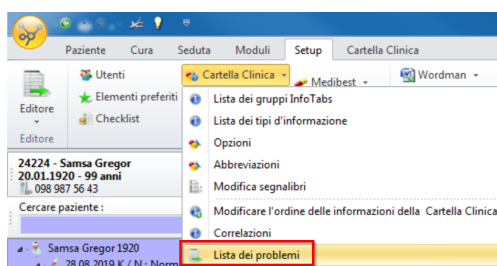 Paziente Cura Seduta Moduli Setup Cartella Clinica
Editore
Editore
Utenti
Elementi preferiti
Checklist
Cartella Clinica
Medibest
Wordman
Lista dei gruppi InfoTabs
Lista dei tipi d'informazione
Opzioni
Abbreviazioni
Modifica segnalibri
Modificare l'ordine delle informazioni della Cartella Clinica
Correlazioni
Lista dei problemi
24224 - Samsa Gregor
20.01.1920 - 99 anni
098 987 56 43
Cercare paziente :
Samsa Gregor 1920
28.08.2019 K / N : Norm